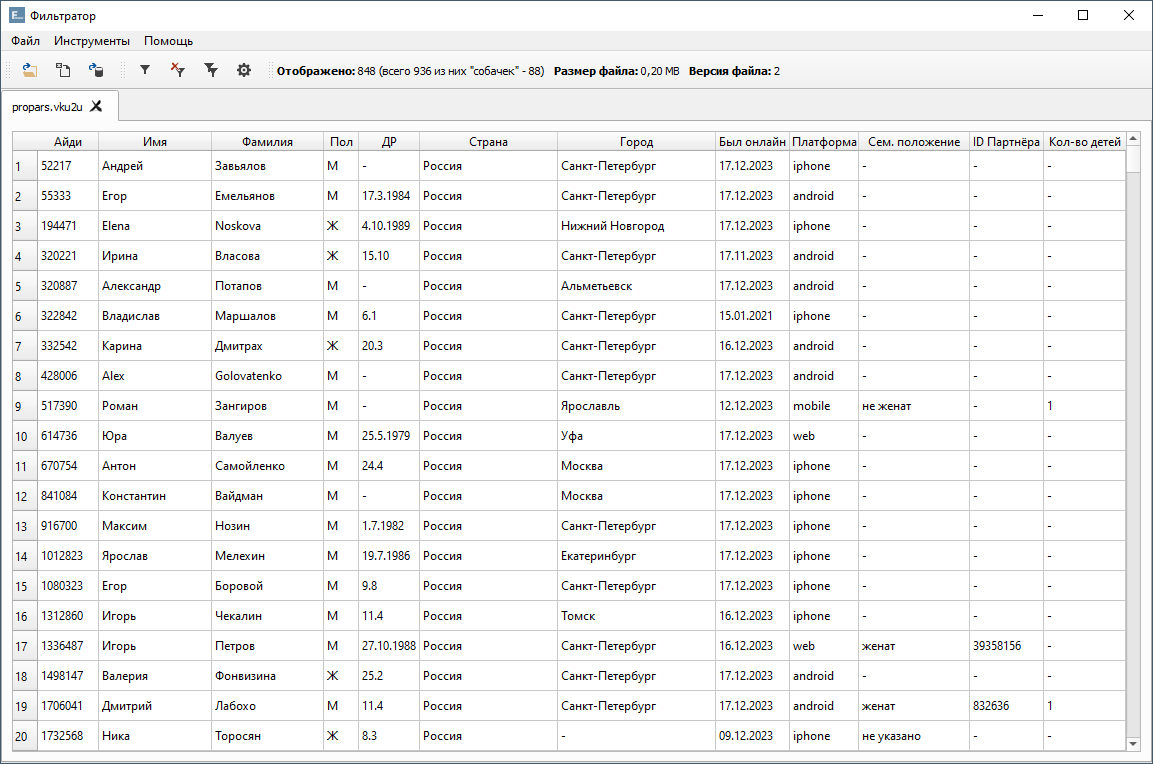 E_ Фильтратор
Файл Инструменты Помощь
Отображено: 848 (всего 936 из них "собачек" - 88) Размер файла: 0,20 MB Версия файла: 2
propars.vku2u
Айди Имя Фамилия Пол ДР Страна Город Был онлайн Платформа Сем. положение ID Партнёра Кол-во детей
1 52217 Андрей Завьялов М - Россия Санкт-Петербург 17.12.2023 iphone - - -
2 55333 Егор Емельянов М 17.3.1984 Россия Санкт-Петербург 17.12.2023 android - - -
3 194471 Elena Noskova Ж 4.10.1989 Россия Нижний Новгород 17.12.2023 iphone - - -
4 320221 Ирина Власова Ж 15.10 Россия Санкт-Петербург 17.11.2023 android - - -
5 320887 Александр Потапов М - Россия Альметьевск 17.12.2023 android - - -
6 322842 Владислав Маршалов М 6.1 Россия Санкт-Петербург 15.01.2021 iphone - - -
7 332542 Карина Дмитрах Ж 20.3 Россия Санкт-Петербург 16.12.2023 android - - -
8 428006 Alex Golovatenko М - Россия Санкт-Петербург 17.12.2023 android - - -
9 517390 Роман Зангиров М - Россия Ярославль 12.12.2023 mobile не женат - 1
10 614736 Юра Валуев М 25.5.1979 Россия Уфа 17.12.2023 web - - -
11 670754 Антон Самойленко М 24.4 Россия Москва 17.12.2023 iphone - - -
12 841084 Константин Вайдман М - Россия Москва 17.12.2023 iphone - - -
13 916700 Максим Нозин М 1.7.1982 Россия Санкт-Петербург 17.12.2023 iphone - - -
14 1012823 Ярослав Мелехин М 19.7.1986 Россия Екатеринбург 17.12.2023 iphone - - -
15 1080323 Егор Боровой М 9.8 Россия Санкт-Петербург 17.12.2023 iphone - - -
16 1312860 Игорь Чекалин М 11.4 Россия Томск 16.12.2023 iphone - - -
17 1336487 Игорь Петров М 27.10.1988 Россия Санкт-Петербург 16.12.2023 web женат 39358156 -
18 1498147 Валерия Фонвизина Ж 25.2 Россия Санкт-Петербург 17.12.2023 android - - -
19 1706041 Дмитрий Лабохо М 11.4 Россия Санкт-Петербург 17.12.2023 android женат 832636 1
20 1732568 Ника Торосян Ж 8.3 Россия - 09.12.2023 iphone не указано - -